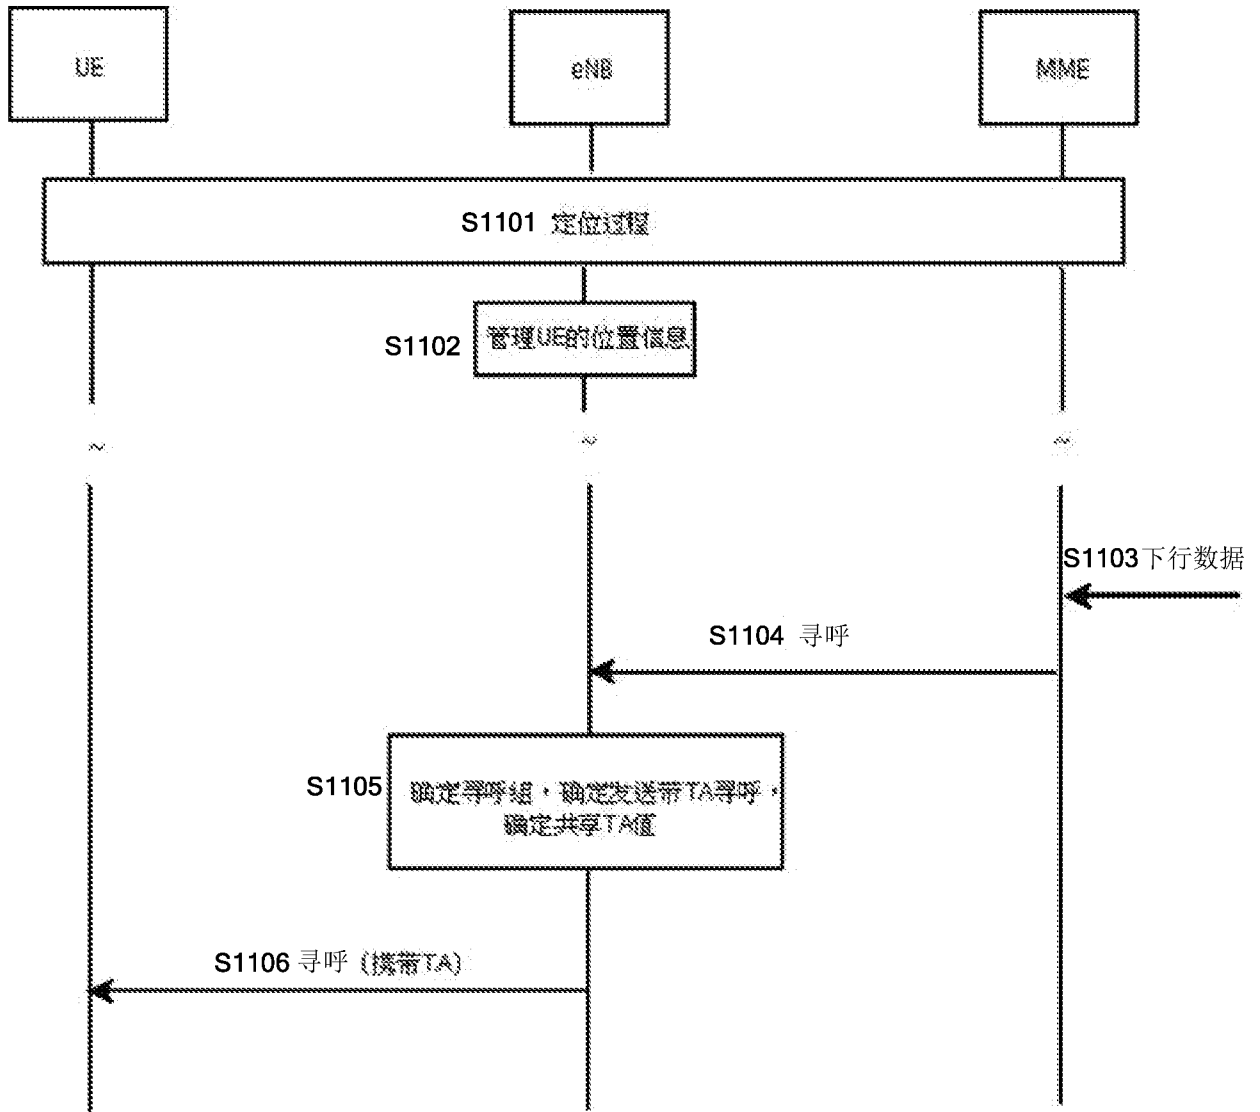 UE
eNB
MME
S1101 定位过程
S1102
管理UE的位置信息
~
~
~
S1103下行数据
S1104 寻呼
S1105
确定寻呼组，确定发送带TA寻呼，
确定共享TA值
S1106 寻呼 (携带TA)